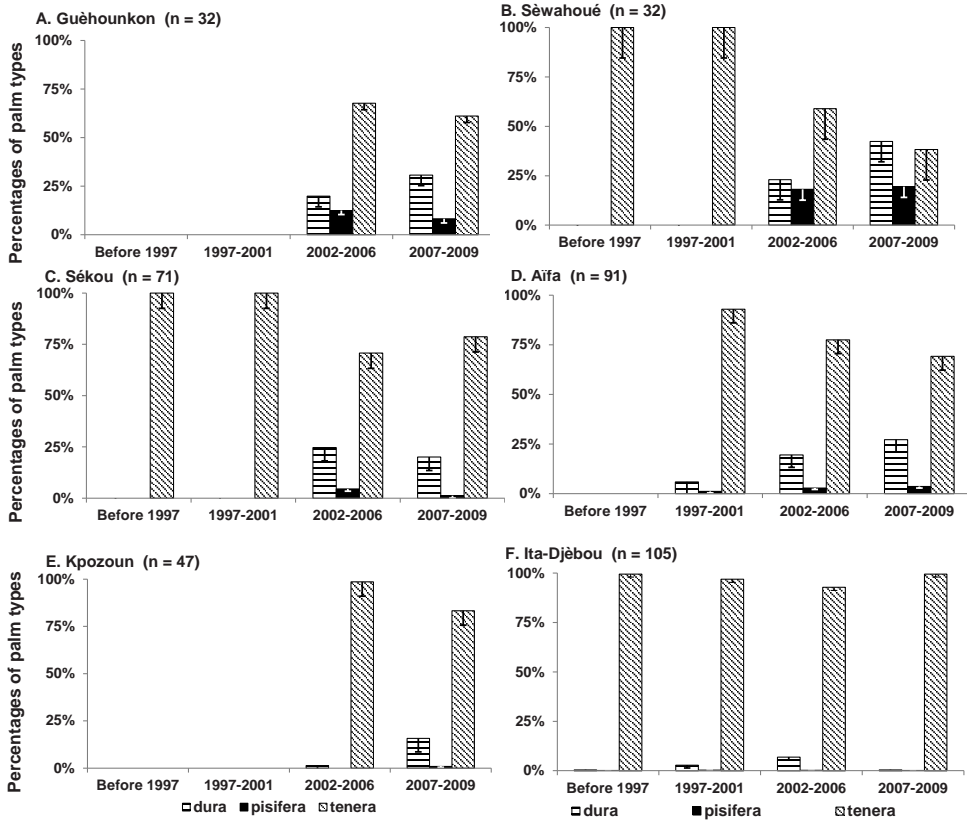 A. Guèhounkon (n = 32)
Percentages of palm types
100%
75%
50%
25%
0%
Before 1997 1997-2001 2002-2006 2007-2009
B. Sèwahoué (n = 32)
100%
75%
50%
25%
0%
Before 1997 1997-2001 2002-2006 2007-2009
C. Sékou (n = 71)
Percentages of palm types
100%
75%
50%
25%
0%
Before 1997 1997-2001 2002-2006 2007-2009
D. Aïfa (n = 91)
100%
75%
50%
25%
0%
Before 1997 1997-2001 2002-2006 2007-2009
E. Kpozoun (n = 47)
Percentages of palm types
100%
75%
50%
25%
0%
Before 1997 1997-2001 2002-2006 2007-2009
dura pisifera tenera
F. Ita-Djèbou (n = 105)
100%
75%
50%
25%
0%
Before 1997 1997-2001 2002-2006 2007-2009
dura pisifera tenera